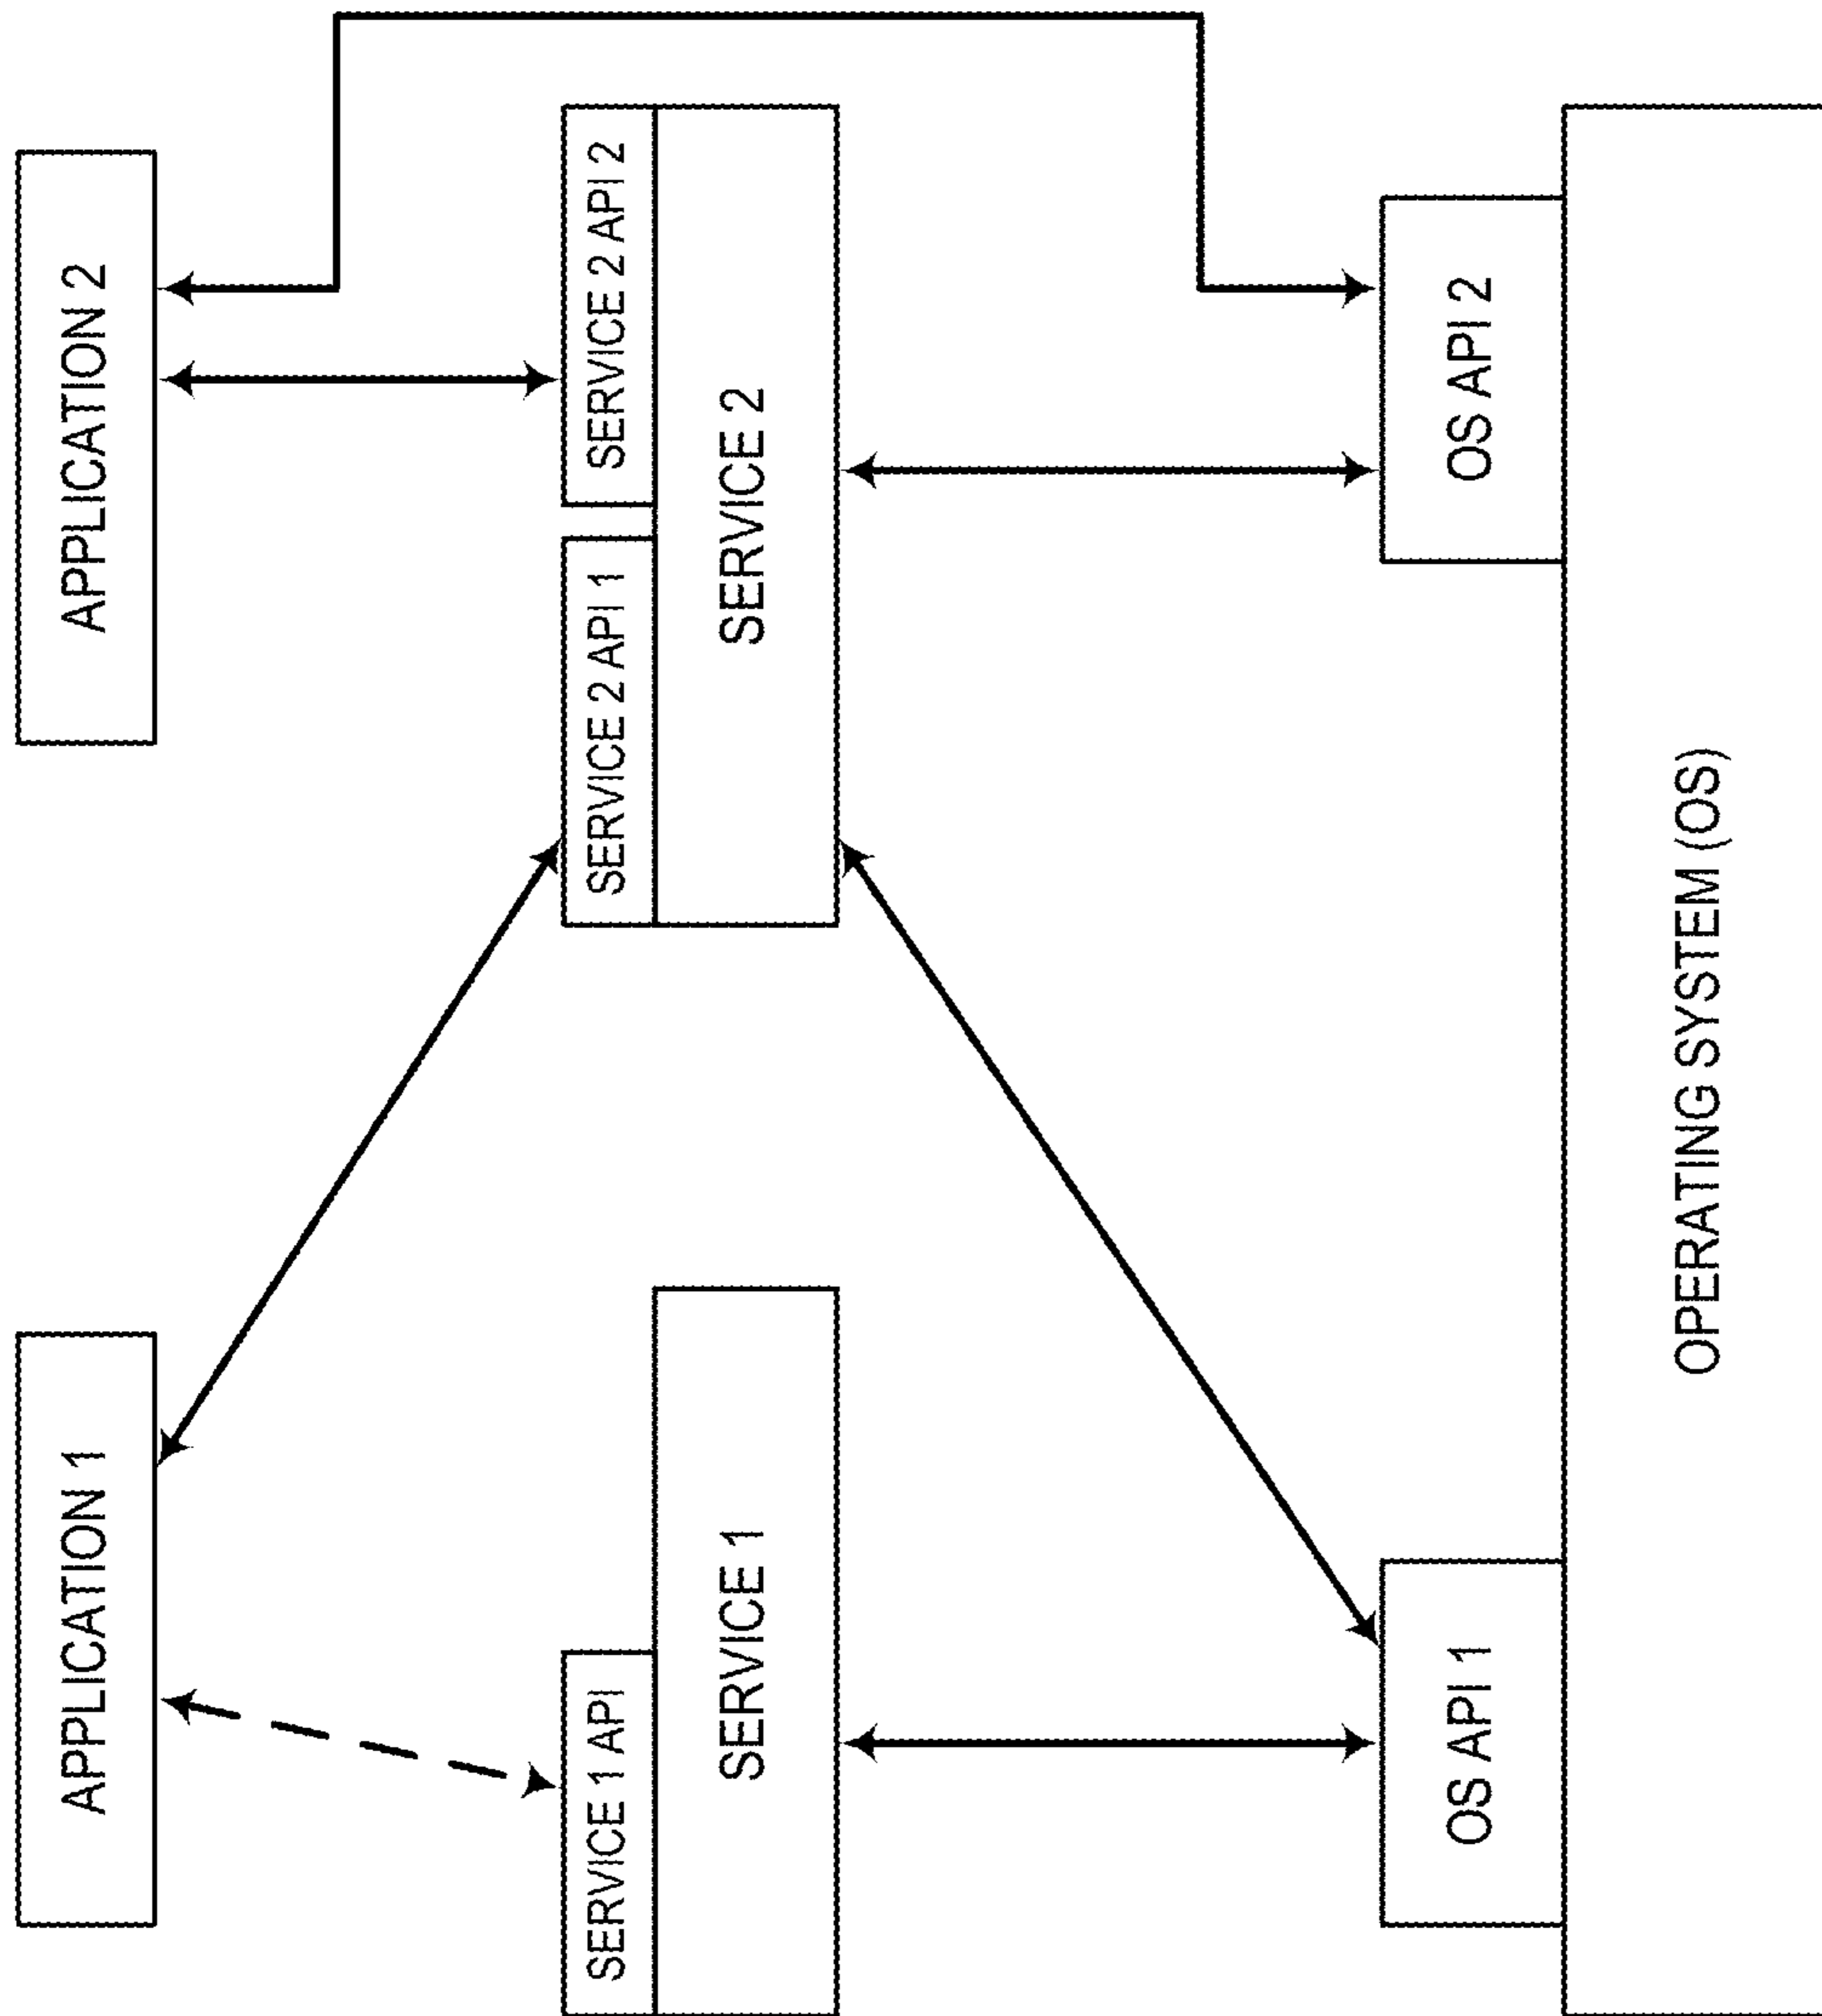 APPLICATION 1
APPLICATION 2
SERVICE 1 API
SERVICE 2 API 1
SERVICE 2 API 2
SERVICE 1
SERVICE 2
OS API 1
OS API 2
OPERATING SYSTEM (OS)